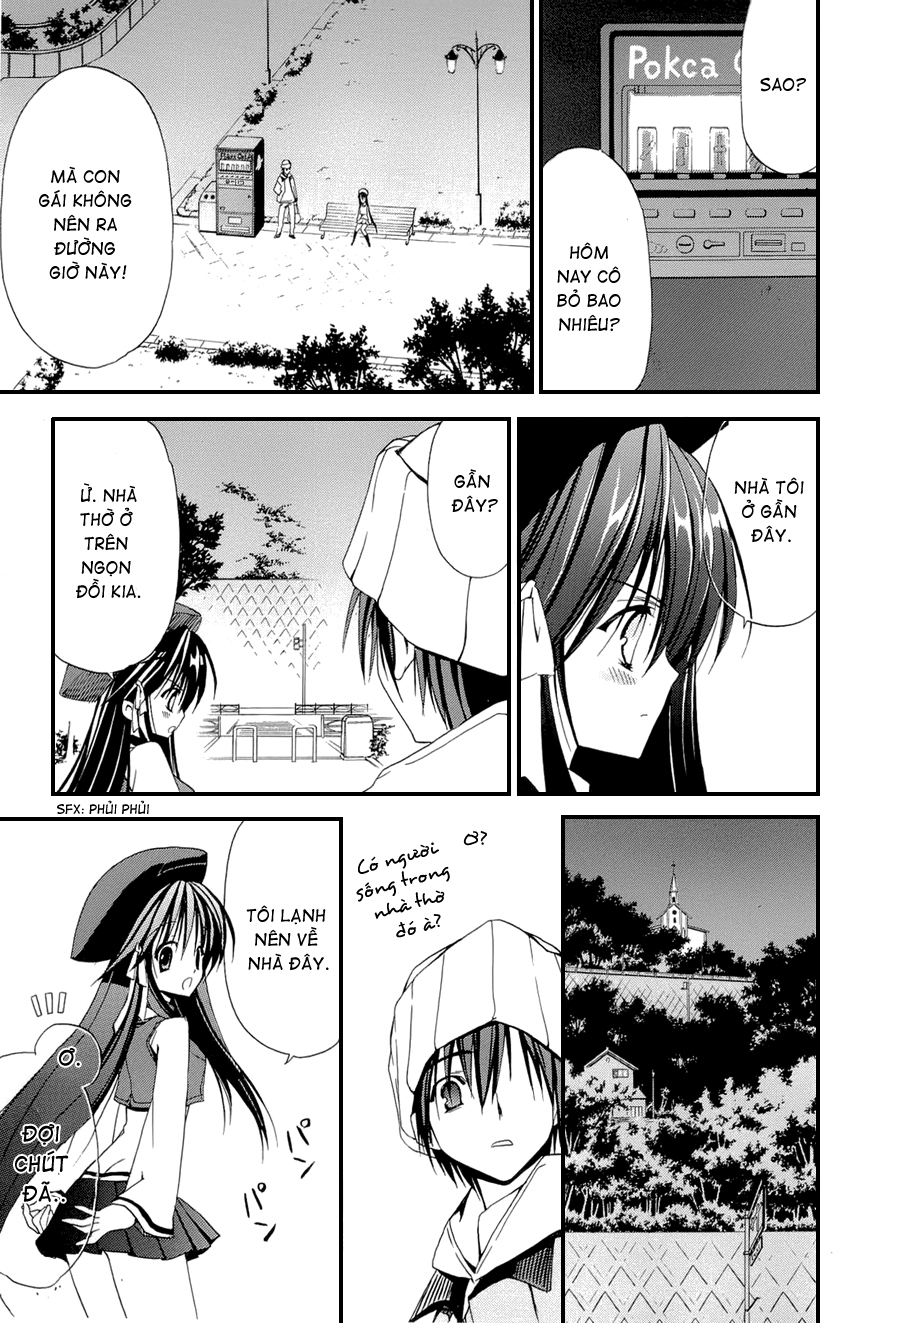 SAO?
Pokca
HÔM
NAY CÔ
BỎ BAO
NHIÊU?
MÀ CON
GÁI KHÔNG
NÊN RA
ĐƯỜNG
GIỜ NÀY!
NHÀ TÔI
Ở GẦN
ĐÂY.
GẦN
ĐÂY?
Ừ. NHÀ
THỜ Ở
TRÊN
NGỌN
ĐỒI KIA.
SFX: PHỦI PHỦI
Ơ?
Có người
sống trong
nhà thờ
đó à?
TÔI LẠNH
NÊN VỀ
NHÀ ĐÂY.
パン
パン
Ơ.
ĐỢI
CHÚT
ĐÃ..